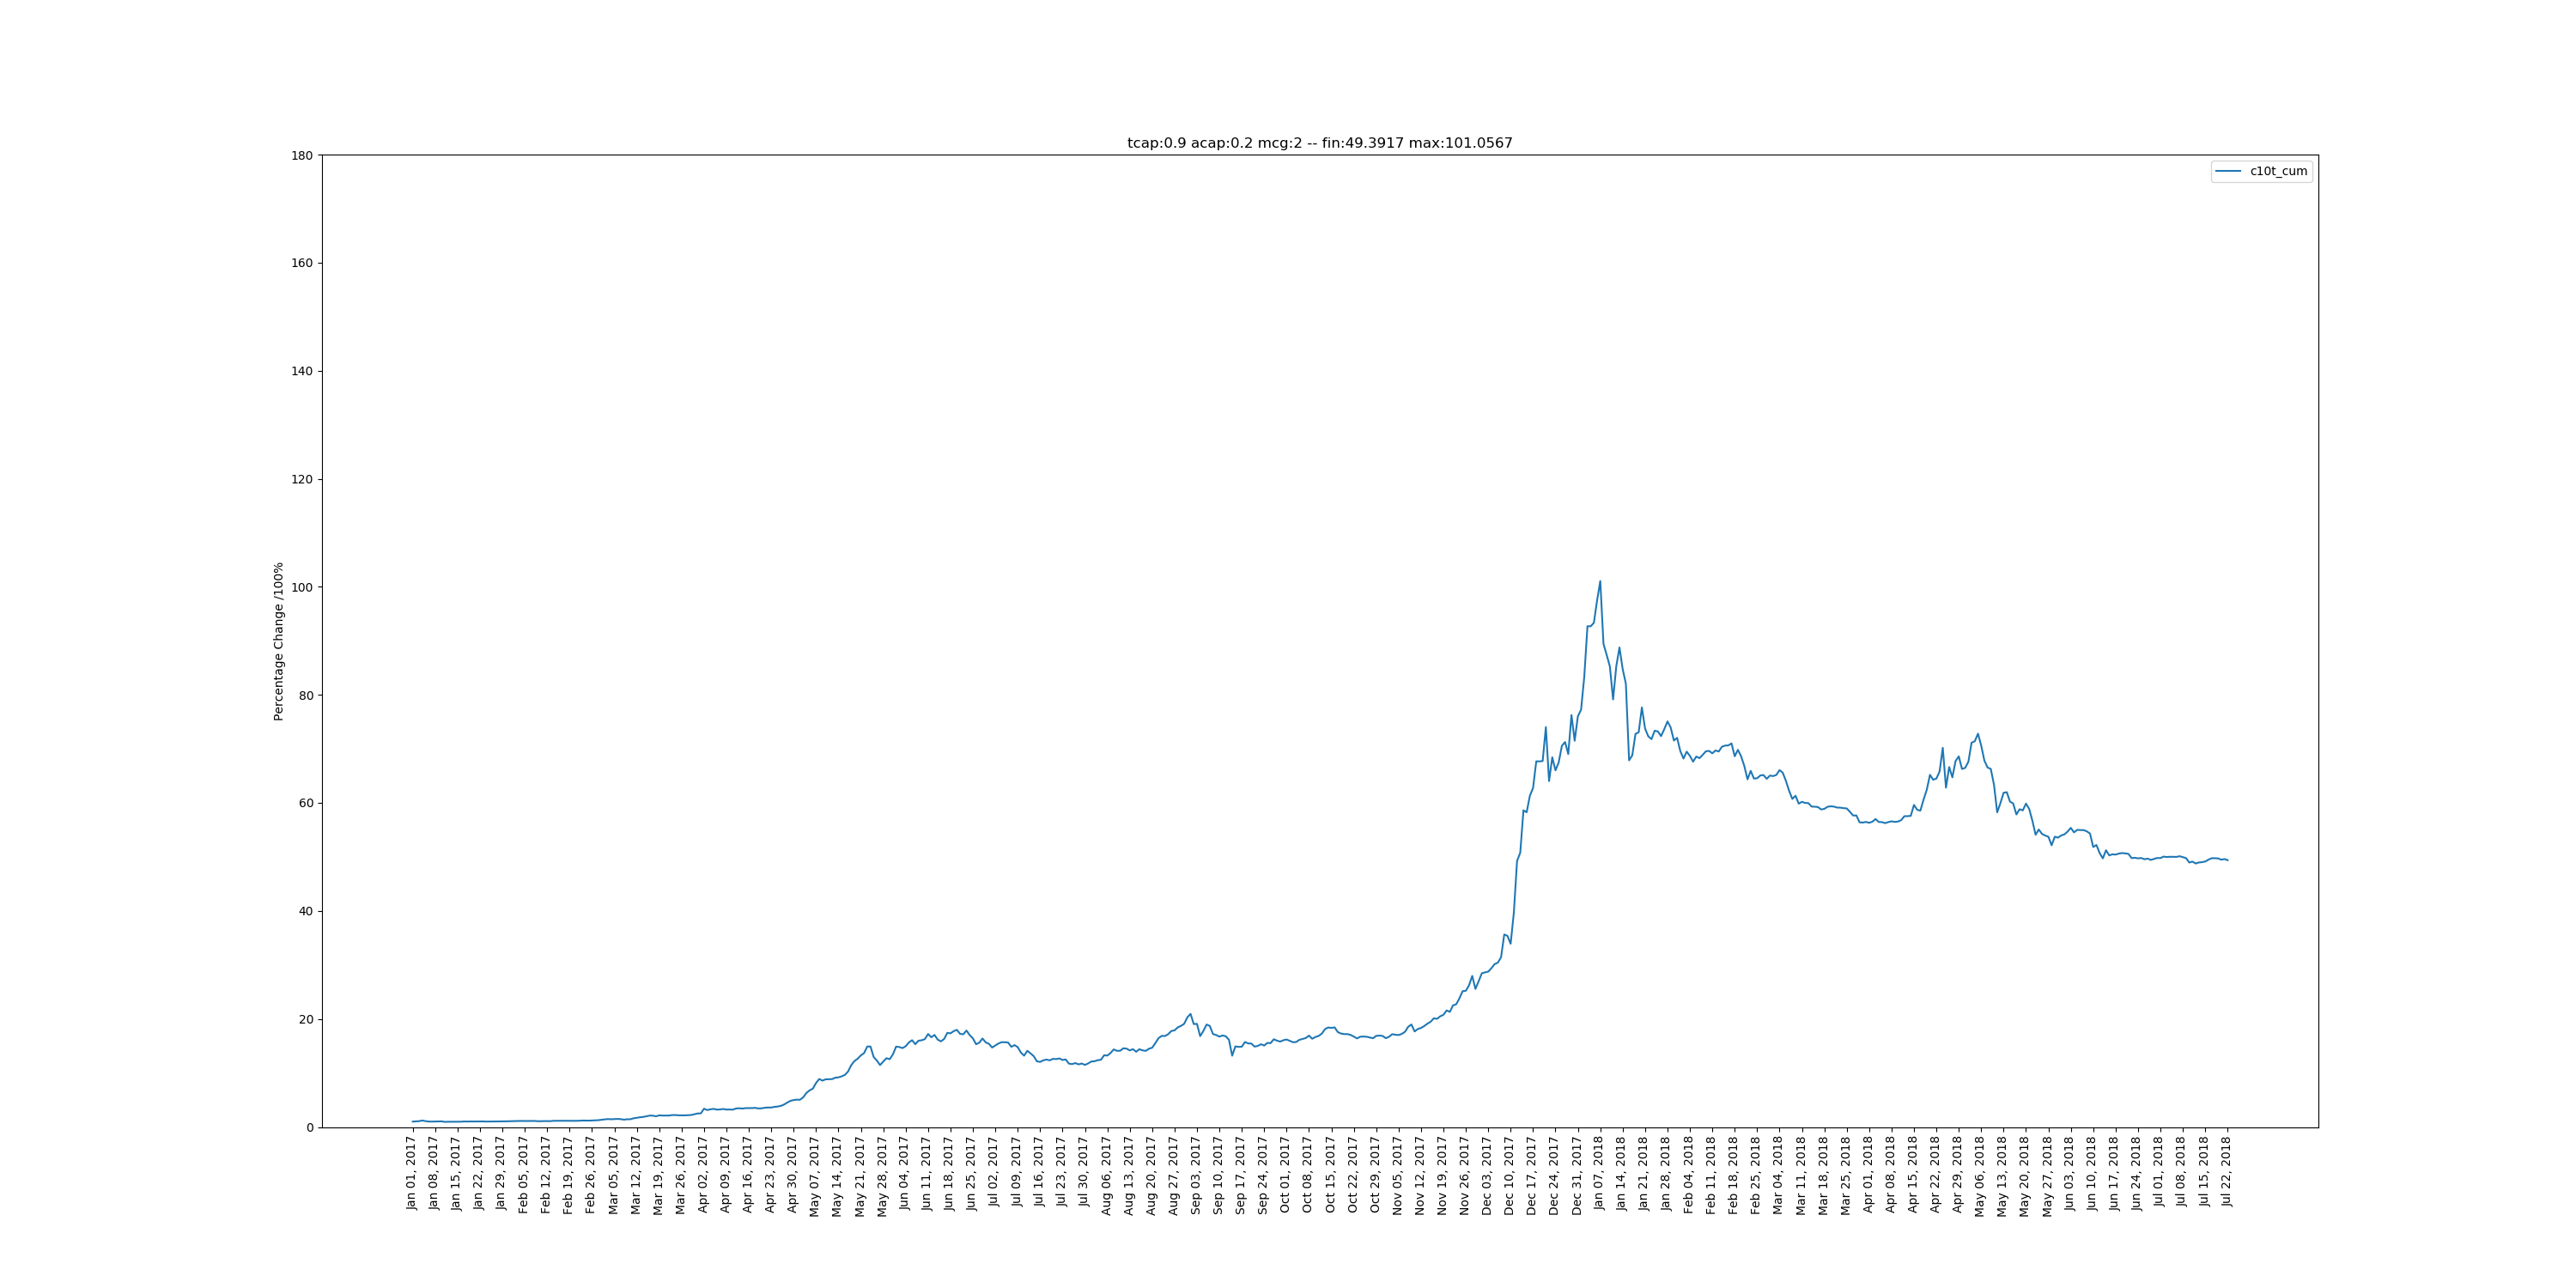 tcap:0.9 acap:0.2 mcg:2 -- fin:49.3917 max:101.0567
c10t_cum
Percentage Change /100%
180
160
140
120
100
80
60
40
20
0
Jan 01, 2017
Jan 08, 2017
Jan 15, 2017
Jan 22, 2017
Jan 29, 2017
Feb 05, 2017
Feb 12, 2017
Feb 19, 2017
Feb 26, 2017
Mar 05, 2017
Mar 12, 2017
Mar 19, 2017
Mar 26, 2017
Apr 02, 2017
Apr 09, 2017
Apr 16, 2017
Apr 23, 2017
Apr 30, 2017
May 07, 2017
May 14, 2017
May 21, 2017
May 28, 2017
Jun 04, 2017
Jun 11, 2017
Jun 18, 2017
Jun 25, 2017
Jul 02, 2017
Jul 09, 2017
Jul 16, 2017
Jul 23, 2017
Jul 30, 2017
Aug 06, 2017
Aug 13, 2017
Aug 20, 2017
Aug 27, 2017
Sep 03, 2017
Sep 10, 2017
Sep 17, 2017
Sep 24, 2017
Oct 01, 2017
Oct 08, 2017
Oct 15, 2017
Oct 22, 2017
Oct 29, 2017
Nov 05, 2017
Nov 12, 2017
Nov 19, 2017
Nov 26, 2017
Dec 03, 2017
Dec 10, 2017
Dec 17, 2017
Dec 24, 2017
Dec 31, 2017
Jan 07, 2018
Jan 14, 2018
Jan 21, 2018
Jan 28, 2018
Feb 04, 2018
Feb 11, 2018
Feb 18, 2018
Feb 25, 2018
Mar 04, 2018
Mar 11, 2018
Mar 18, 2018
Mar 25, 2018
Apr 01, 2018
Apr 08, 2018
Apr 15, 2018
Apr 22, 2018
Apr 29, 2018
May 06, 2018
May 13, 2018
May 20, 2018
May 27, 2018
Jun 03, 2018
Jun 10, 2018
Jun 17, 2018
Jun 24, 2018
Jul 01, 2018
Jul 08, 2018
Jul 15, 2018
Jul 22, 2018